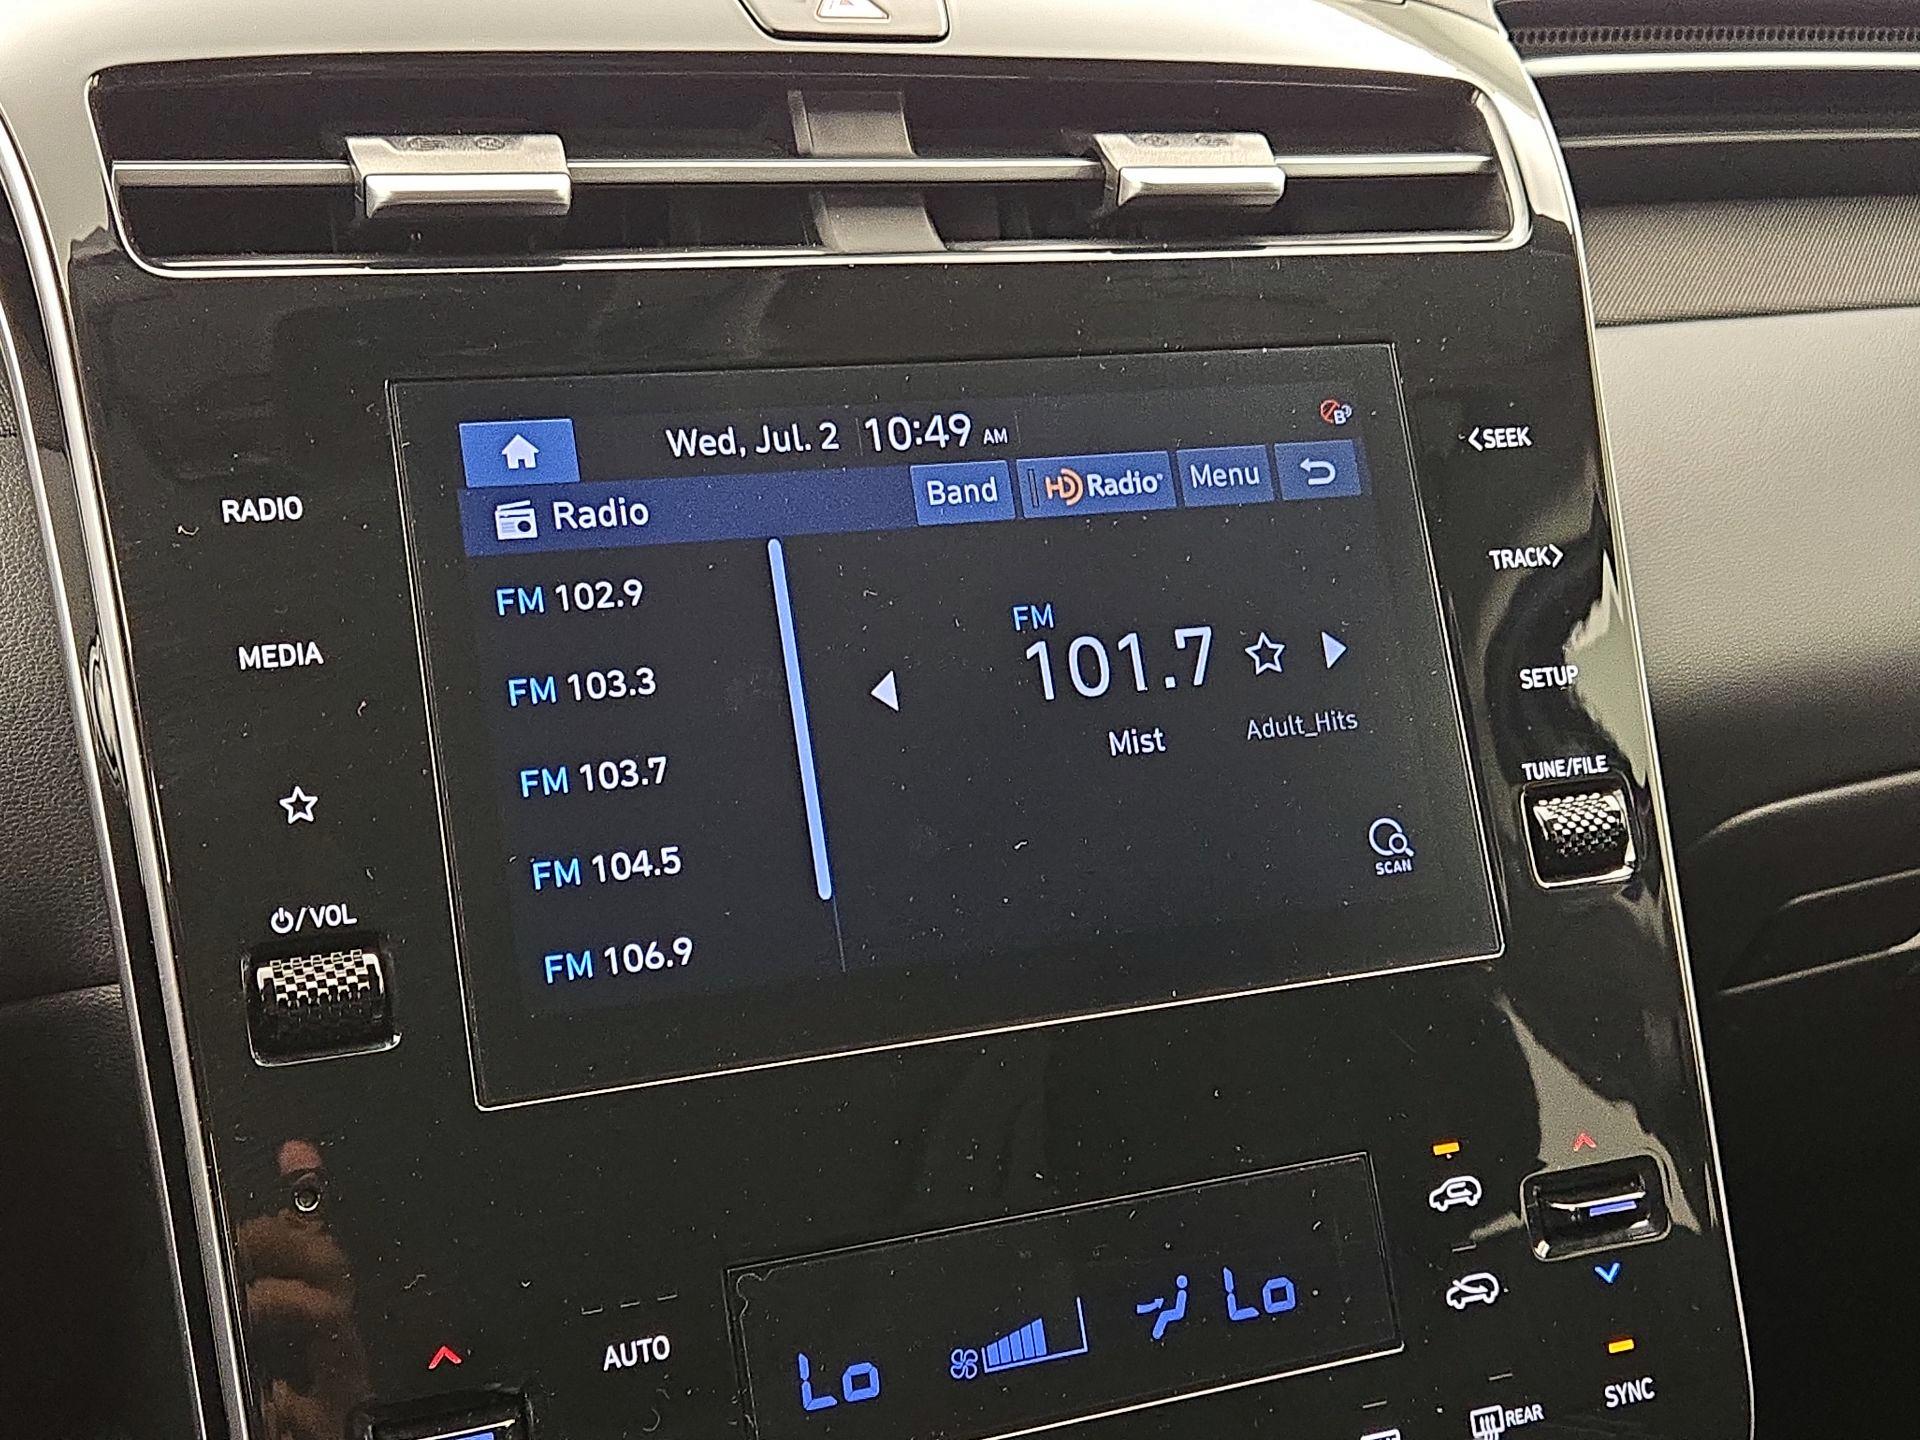 Wed, Jul. 2 10:49 AM
B
Radio Band HD Radio Menu
FM 102.9
FM 103.3
FM 103.7
FM 104.5
FM 106.9
FM
101.7
Mist Adult_Hits
SCAN
RADIO
MEDIA
/VOL
<SEEK
TRACK>
SETUP
TUNE/FILE
AUTO
Lo Lo
REAR
SYNC